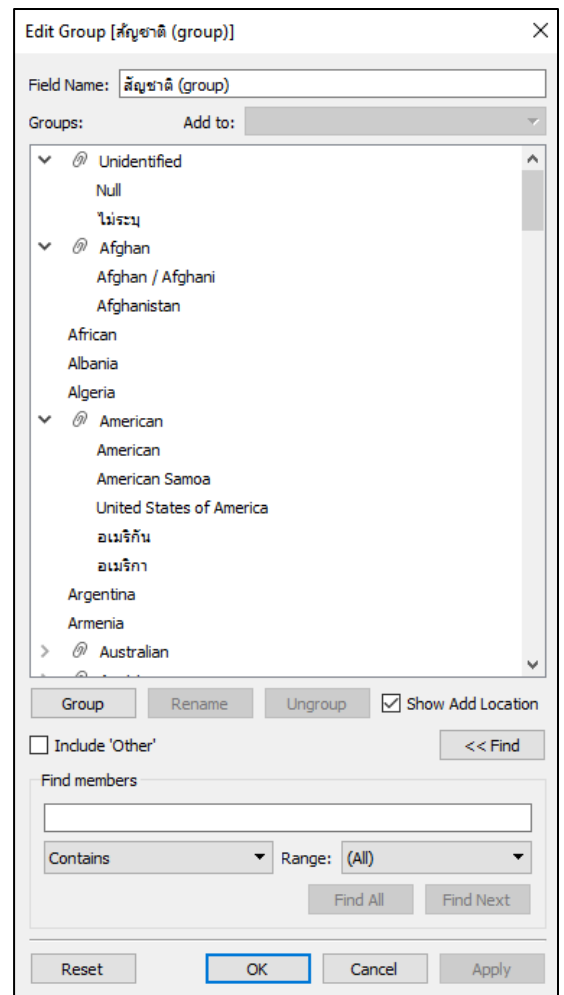 Edit Group [สัญชาติ (group)]
Field Name: สัญชาติ (group)
Groups: Add to:
Unidentified
Null
ไม่ระบุ
Afghan
Afghan / Afghani
Afghanistan
African
Albania
Algeria
American
American
American Samoa
United States of America
อเมริกัน
อเมริกา
Argentina
Armenia
Australian
Group Rename Ungroup Show Add Location
Include 'Other' << Find
Find members
Contains Range: (All)
Find All Find Next
Reset OK Cancel Apply